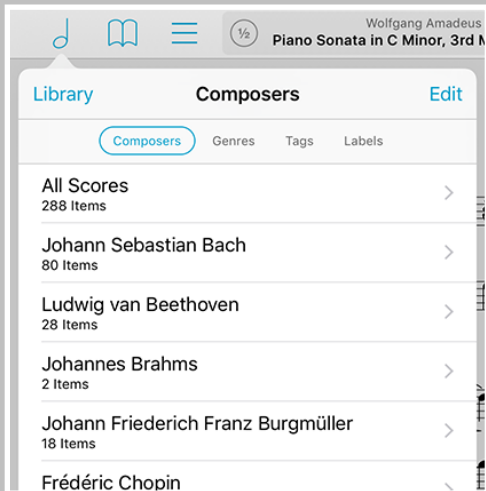 ½
Wolfgang Amadeus
Piano Sonata in C Minor, 3rd
Library
Composers
Edit
Composers
Genres
Tags
Labels
All Scores
288 Items
Johann Sebastian Bach
80 Items
Ludwig van Beethoven
28 Items
Johannes Brahms
2 Items
Johann Friederich Franz Burgmüller
18 Items
Frédéric Chopin